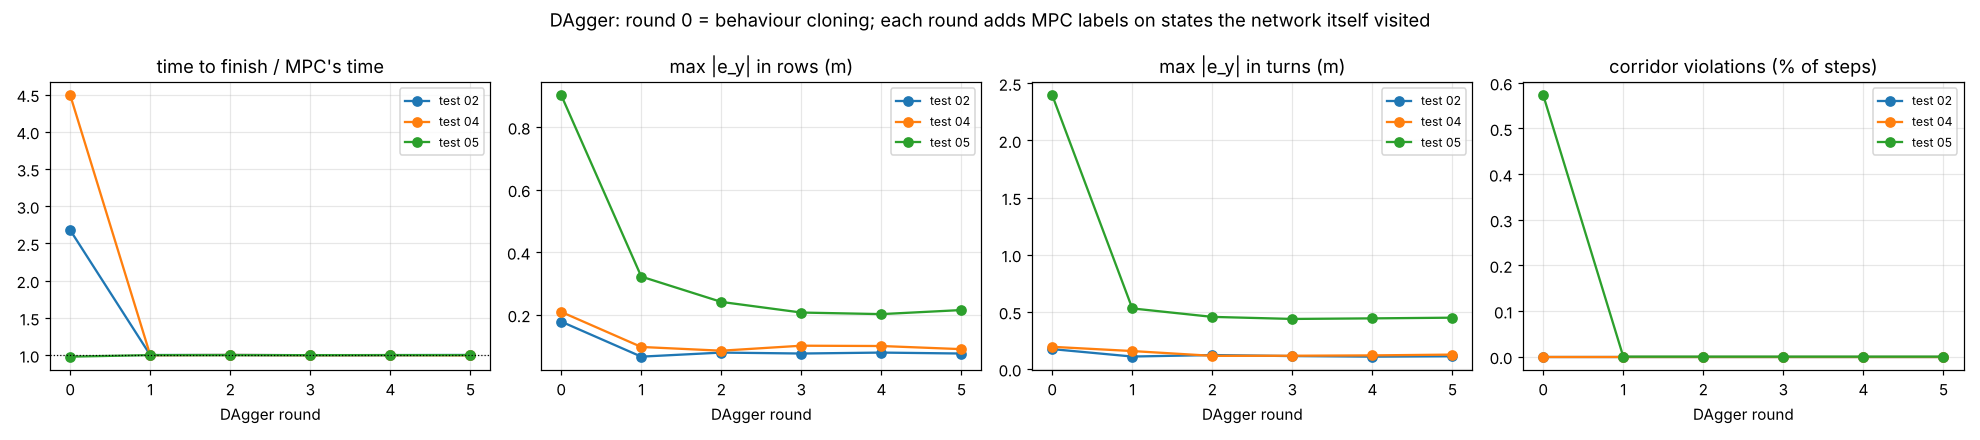 DAgger: round 0 = behaviour cloning; each round adds MPC labels on states the network itself visited
time to finish / MPC's time
4.5
4.0
3.5
3.0
2.5
2.0
1.5
1.0
0 1 2 3 4 5
DAgger round
test 02
test 04
test 05
max |e_y| in rows (m)
0.8
0.6
0.4
0.2
0 1 2 3 4 5
DAgger round
test 02
test 04
test 05
max |e_y| in turns (m)
2.5
2.0
1.5
1.0
0.5
0.0
0 1 2 3 4 5
DAgger round
test 02
test 04
test 05
corridor violations (% of steps)
0.6
0.5
0.4
0.3
0.2
0.1
0.0
0 1 2 3 4 5
DAgger round
test 02
test 04
test 05